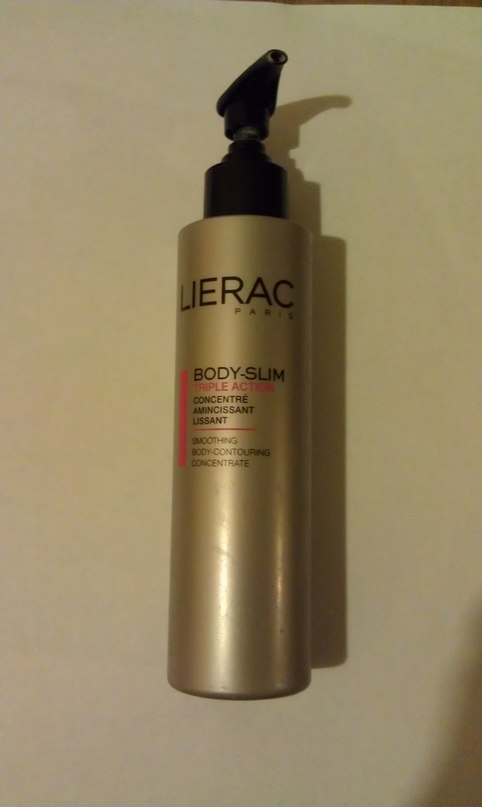 LIERAC
PARIS
BODY-SLIM
TRIPLE ACTION
CONCENTRÉ
AMINCISSANT
LISSANT
SMOOTHING
BODY-CONTOURING
CONCENTRATE